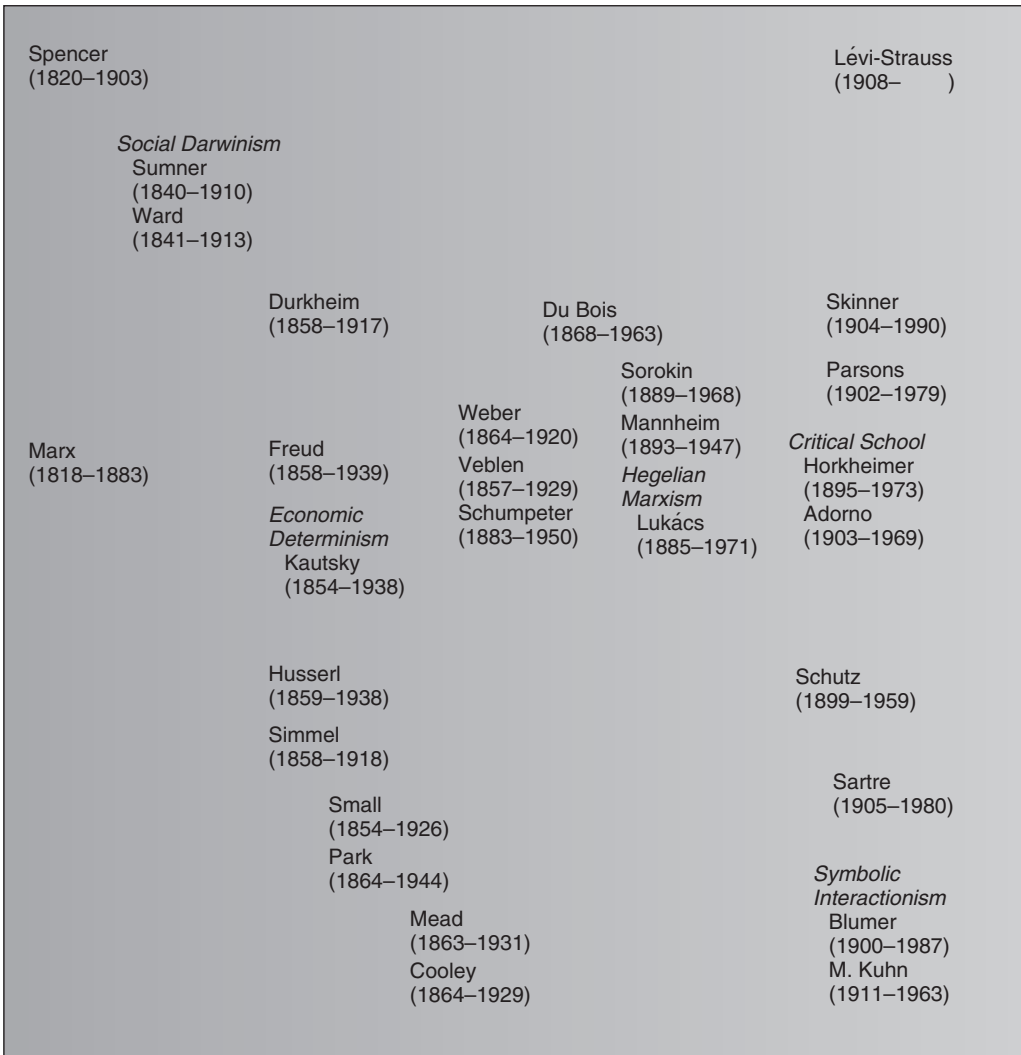 Spencer
(1820–1903)
Lévi-Strauss
(1908– )
Social Darwinism
Sumner
(1840–1910)
Ward
(1841–1913)
Durkheim
(1858–1917)
Du Bois
(1868–1963)
Skinner
(1904–1990)
Sorokin
(1889–1968)
Parsons
(1902–1979)
Marx
(1818–1883)
Freud
(1858–1939)
Economic
Determinism
Kautsky
(1854–1938)
Weber
(1864–1920)
Veblen
(1857–1929)
Schumpeter
(1883–1950)
Mannheim
(1893–1947)
Hegelian
Marxism
Lukács
(1885–1971)
Critical School
Horkheimer
(1895–1973)
Adorno
(1903–1969)
Husserl
(1859–1938)
Simmel
(1858–1918)
Schutz
(1899–1959)
Small
(1854–1926)
Park
(1864–1944)
Sartre
(1905–1980)
Mead
(1863–1931)
Cooley
(1864–1929)
Symbolic
Interactionism
Blumer
(1900–1987)
M. Kuhn
(1911–1963)